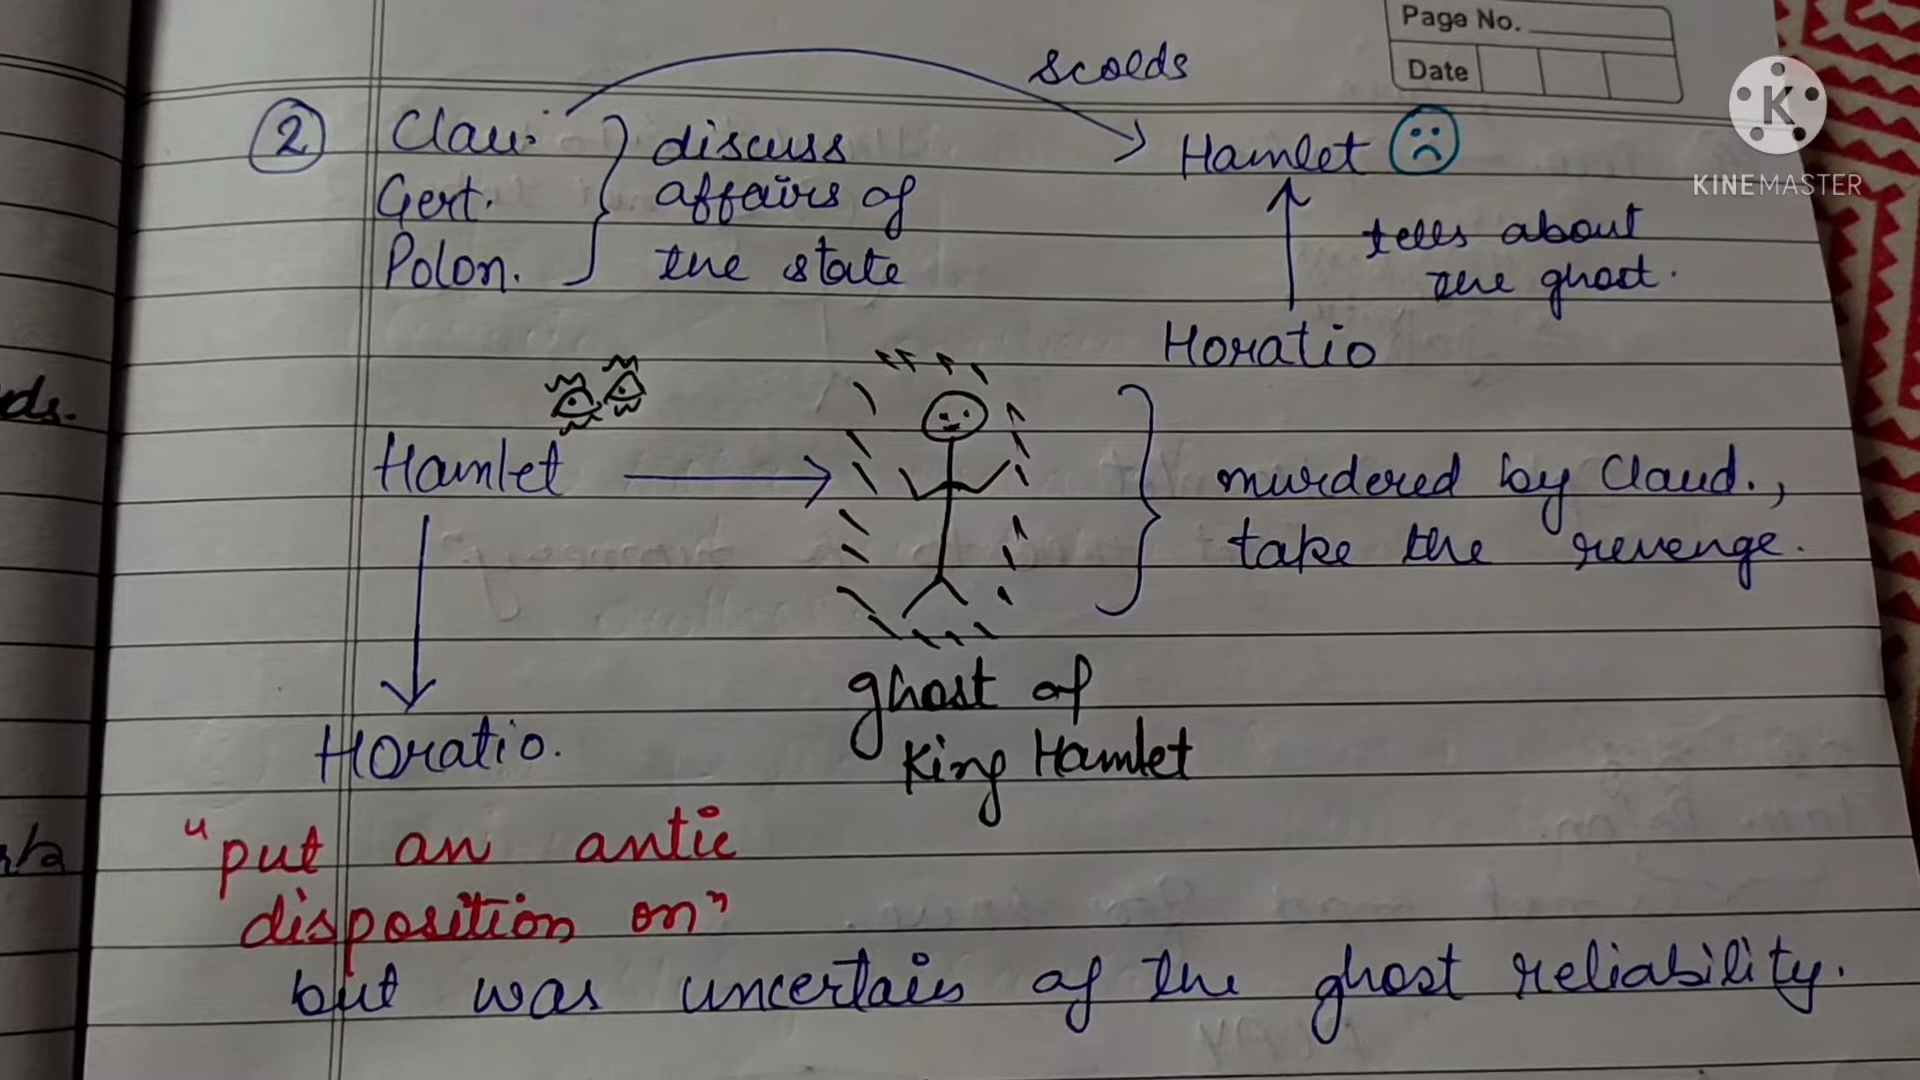 Page No.
Date
KINEMASTER
scolds
② Clau. } discuss
Hamlet
Gert. affairs of
Polon. the state
tells about
the ghost.
Horatio
ds.
Hamlet
murdered by Claud.,
take the revenge.
ghost of
King Hamlet
Horatio.
"put an antic
disposition on"
but was uncertain of the ghost reliability.